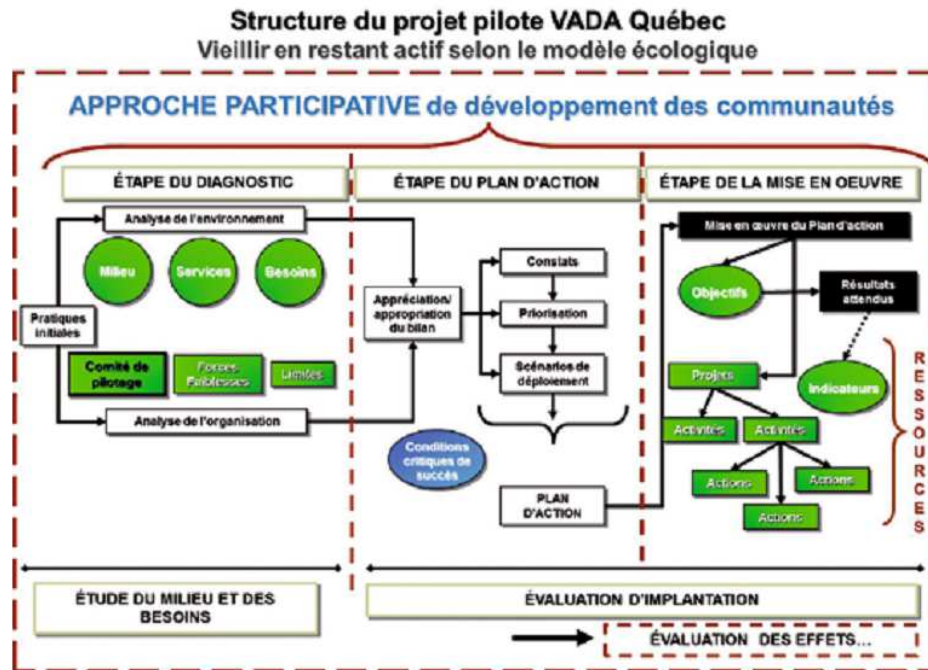 Structure du projet pilote VADA Québec
Vieillir en restant actif selon le modèle écologique
APPROCHE PARTICIPATIVE de développement des communautés
ÉTAPE DU DIAGNOSTIC
ÉTAPE DU PLAN D'ACTION
ÉTAPE DE LA MISE EN OEUVRE
Analyse de l'environnement
Milieu
Services
Besoins
Pratiques
initiales
Comité de
pilotage
Forces
Faiblesses
Limites
Analyse de l'organisation
Appréciation/
appropriation
du bilan
Constats
Priorisation
Scénarios de
déploiement
Conditions
critiques de
succès
PLAN
D'ACTION
Mise en œuvre du Plan d'action
Objectifs
Résultats
attendus
Projets
Indicateurs
Activités
Activités
Actions
Actions
Actions
RESSOURCES
ÉTUDE DU MILIEU ET DES
BESOINS
ÉVALUATION D'IMPLANTATION
ÉVALUATION DES EFFETS...